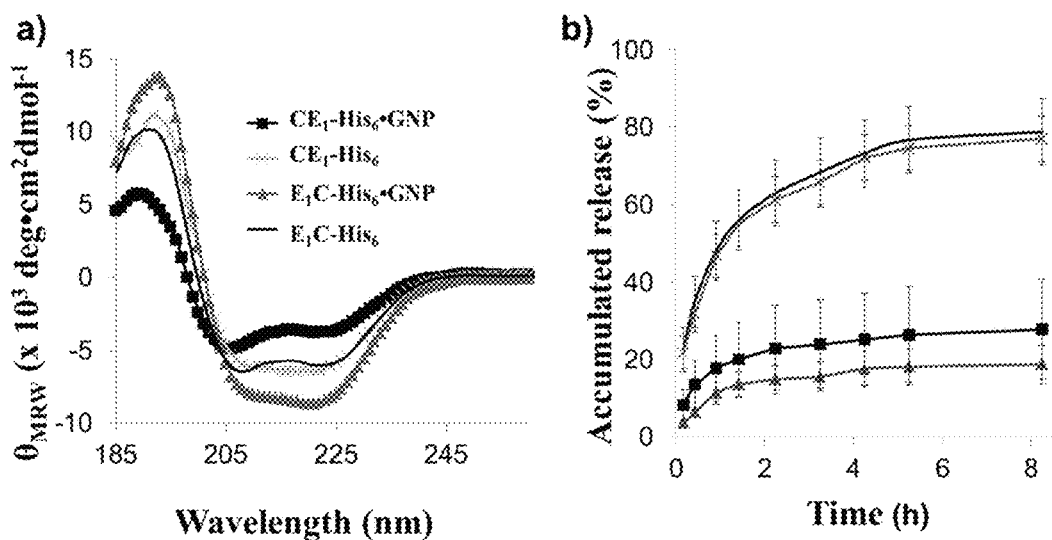 a)
θMRW (x 10³ deg•cm²dmol⁻¹
15
10
5
0
-5
-10
185
205
225
245
Wavelength (nm)
CE₁-His₆•GNP
CE₁-His₆
E₁C-His₆•GNP
E₁C-His₆
b)
Accumulated release (%)
100
80
60
40
20
0
0
2
4
6
8
Time (h)